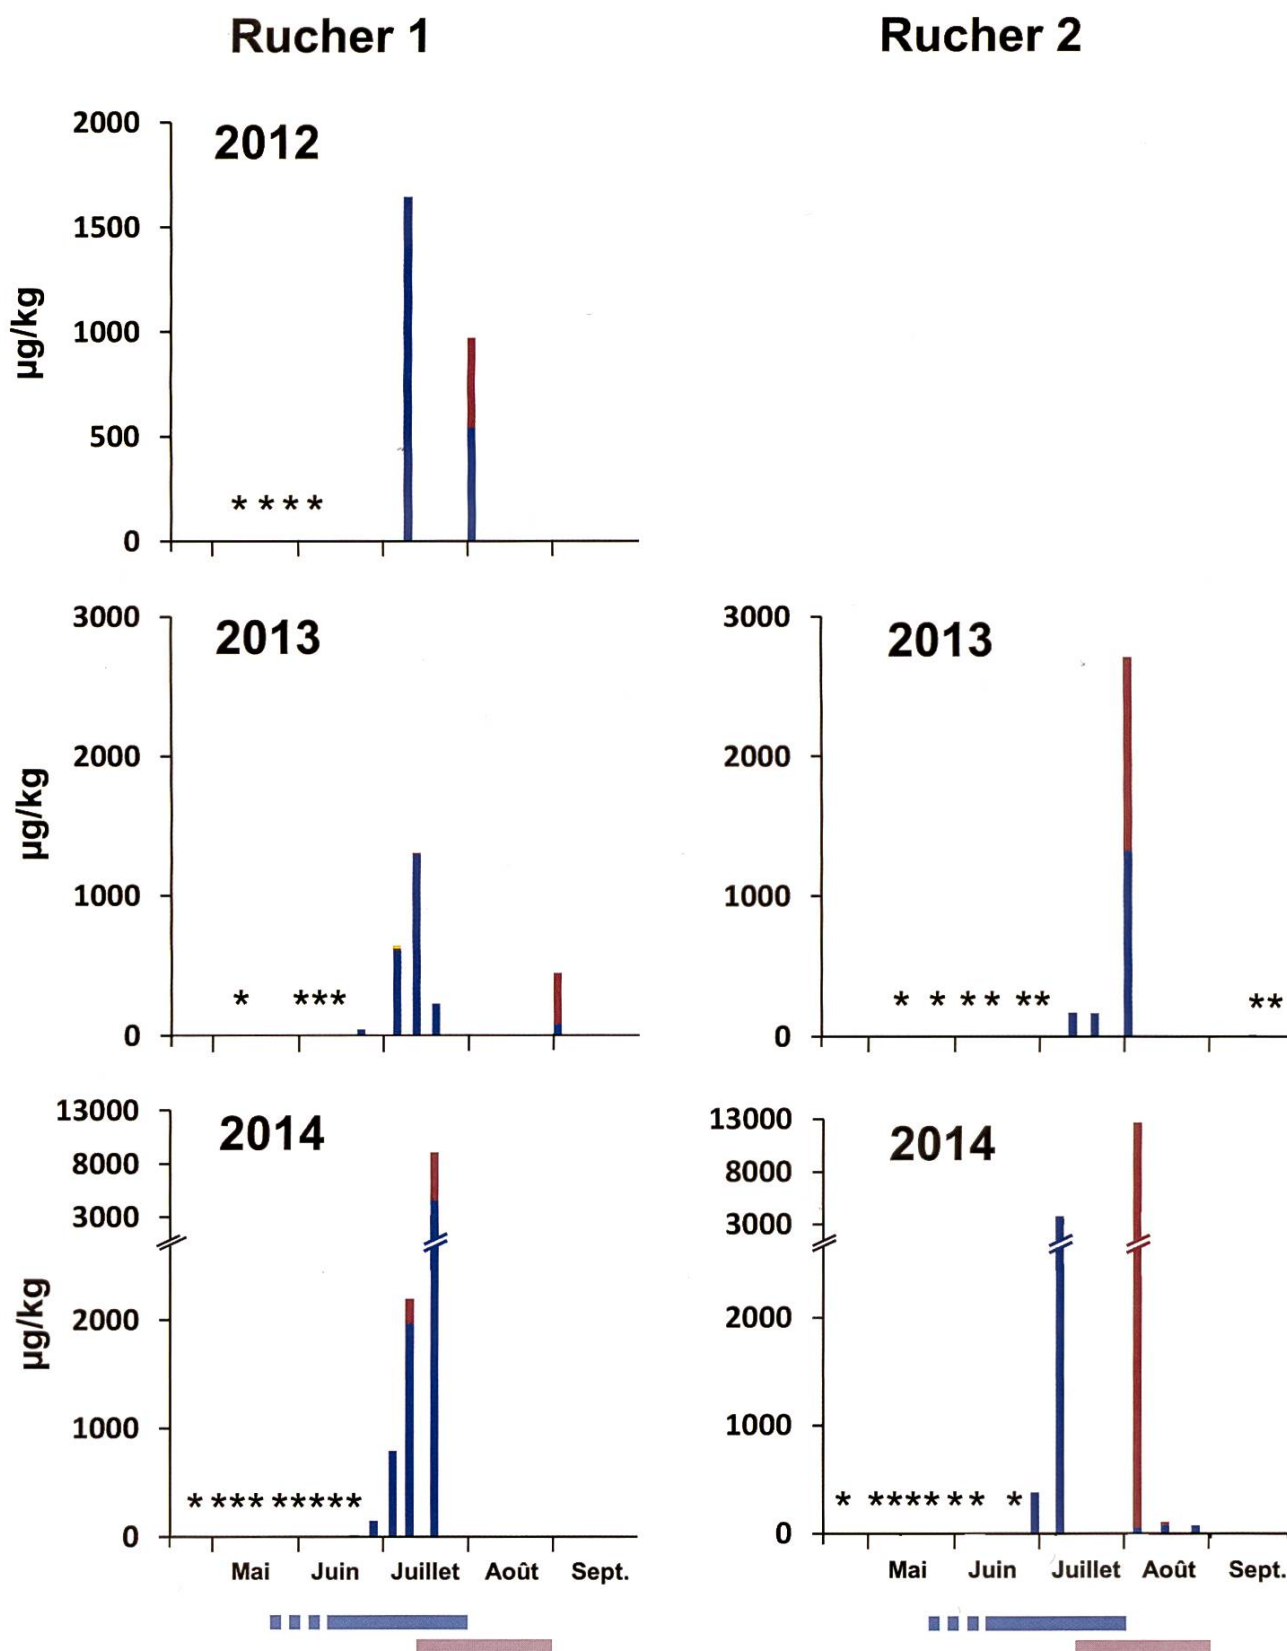 Rucher 1
Rucher 2
2012
µg/kg
2000
1500
1000
500
0
* * * *
2013
µg/kg
3000
2000
1000
0
* ***
2013
3000
2000
1000
0
* * * * ** **
2014
µg/kg
13000
8000
3000
2000
1000
0
* *** *****
Mai Juin Juillet Août Sept.
2014
13000
8000
3000
2000
1000
0
* **** ** *
Mai Juin Juillet Août Sept.